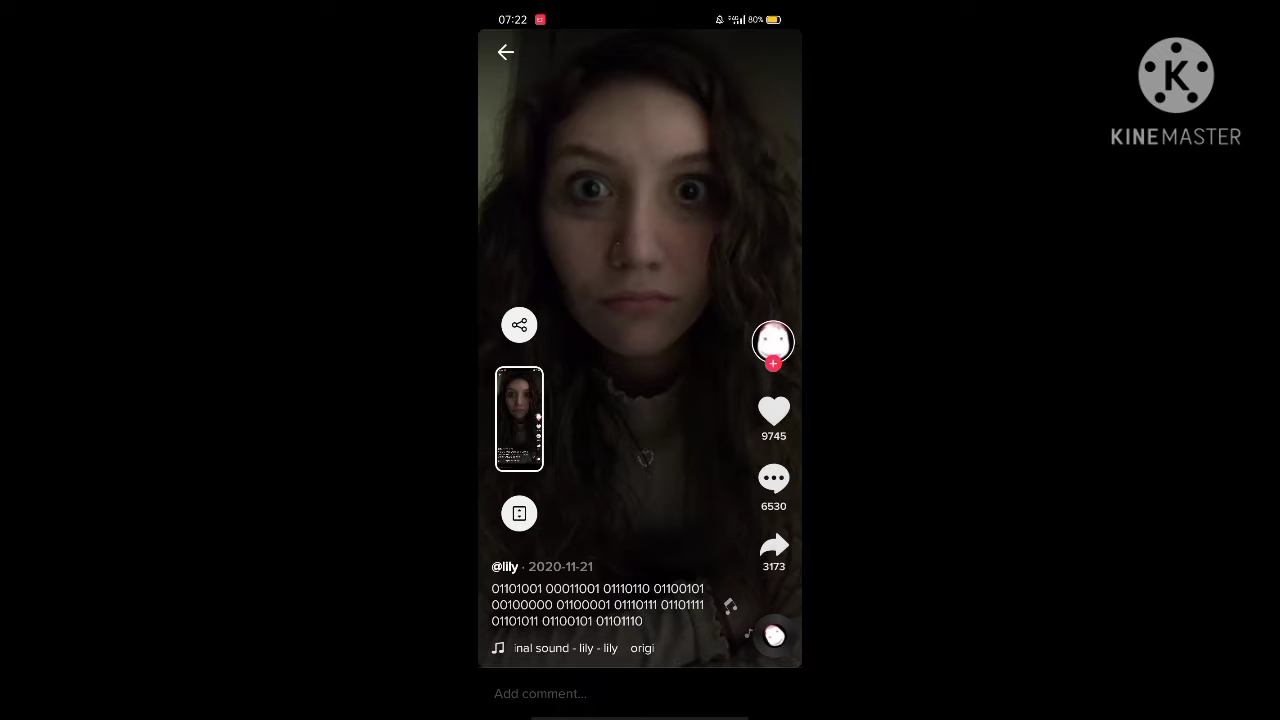 07:22
80%
KINEMASTER
9745
6530
3173
@lily · 2020-11-21
01101001 00011001 01110110 01100101
00100000 01100001 01110111 01101111
01101011 01100101 01101110
inal sound - lily - lily origi
Add comment...